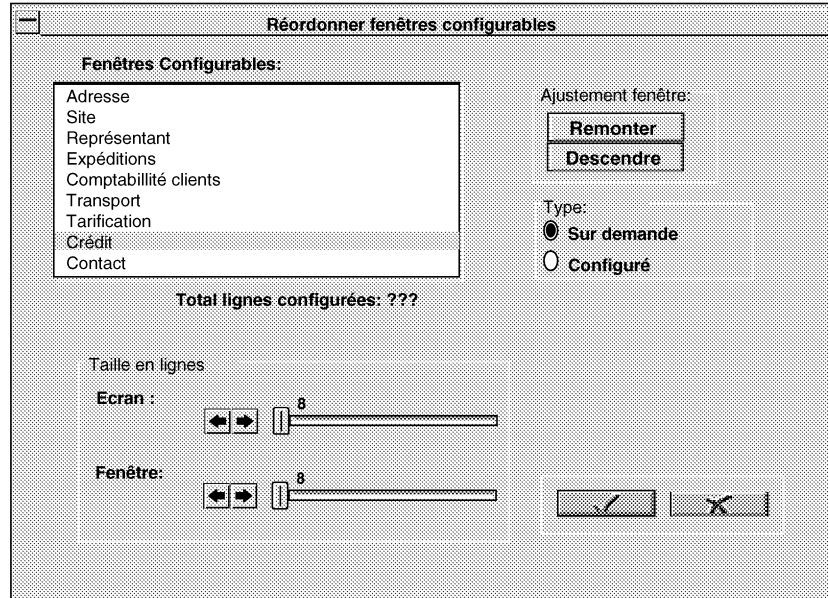 Réordonner fenêtres configurables
Fenêtres Configurables:
Adresse
Site
Représentant
Expéditions
Comptabillité clients
Transport
Tarification
Crédit
Contact
Ajustement fenêtre:
Remonter
Descendre
Type:
Sur demande
Configuré
Total lignes configurées: ???
Taille en lignes
Ecran :
8
Fenêtre:
8